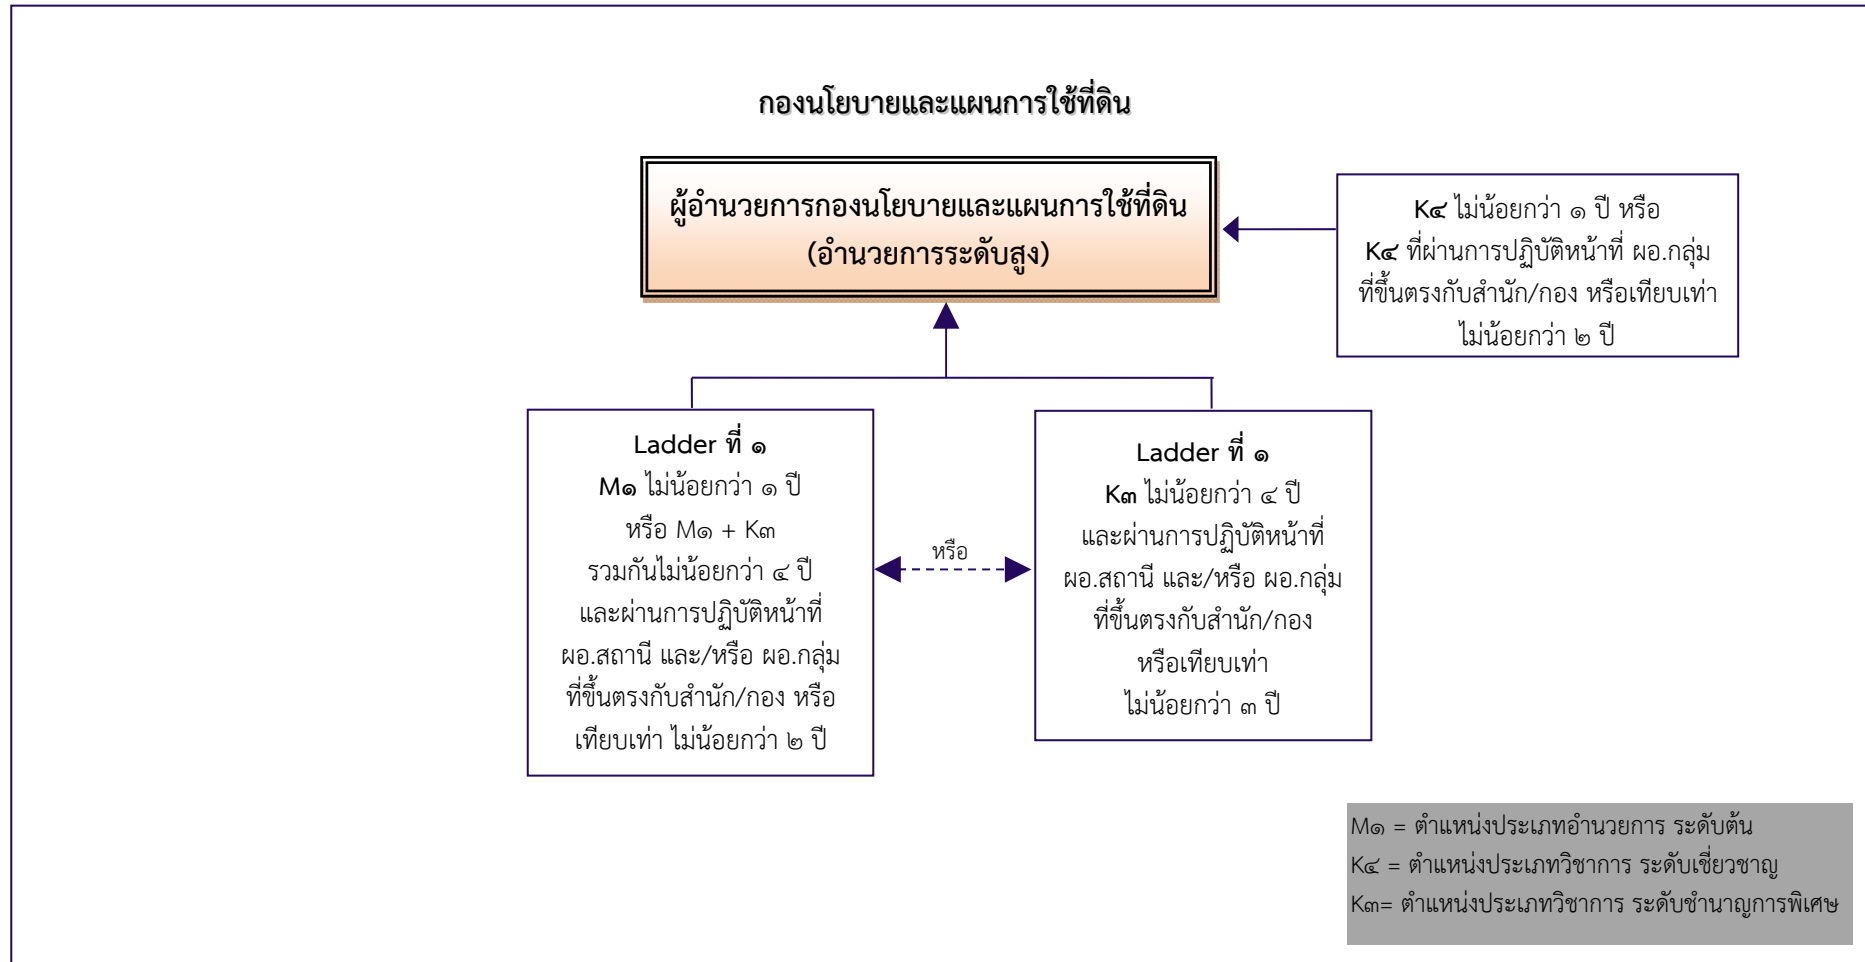 กองนโยบายและแผนการใช้ที่ดิน
ผู้อำนวยการกองนโยบายและแผนการใช้ที่ดิน
(อำนวยการระดับสูง)
K๔ ไม่น้อยกว่า ๑ ปี หรือ
K๔ ที่ผ่านการปฏิบัติหน้าที่ ผอ.กลุ่ม
ที่ขึ้นตรงกับสำนัก/กอง หรือเทียบเท่า
ไม่น้อยกว่า ๒ ปี
Ladder ที่ ๑
M๑ ไม่น้อยกว่า ๑ ปี
หรือ M๑ + K๓
รวมกันไม่น้อยกว่า ๔ ปี
และผ่านการปฏิบัติหน้าที่
ผอ.สถานี และ/หรือ ผอ.กลุ่ม
ที่ขึ้นตรงกับสำนัก/กอง หรือ
เทียบเท่า ไม่น้อยกว่า ๒ ปี
หรือ
Ladder ที่ ๑
K๓ ไม่น้อยกว่า ๔ ปี
และผ่านการปฏิบัติหน้าที่
ผอ.สถานี และ/หรือ ผอ.กลุ่ม
ที่ขึ้นตรงกับสำนัก/กอง
หรือเทียบเท่า
ไม่น้อยกว่า ๓ ปี
M๑ = ตำแหน่งประเภทอำนวยการ ระดับต้น
K๔ = ตำแหน่งประเภทวิชาการ ระดับเชี่ยวชาญ
K๓= ตำแหน่งประเภทวิชาการ ระดับชำนาญการพิเศษ